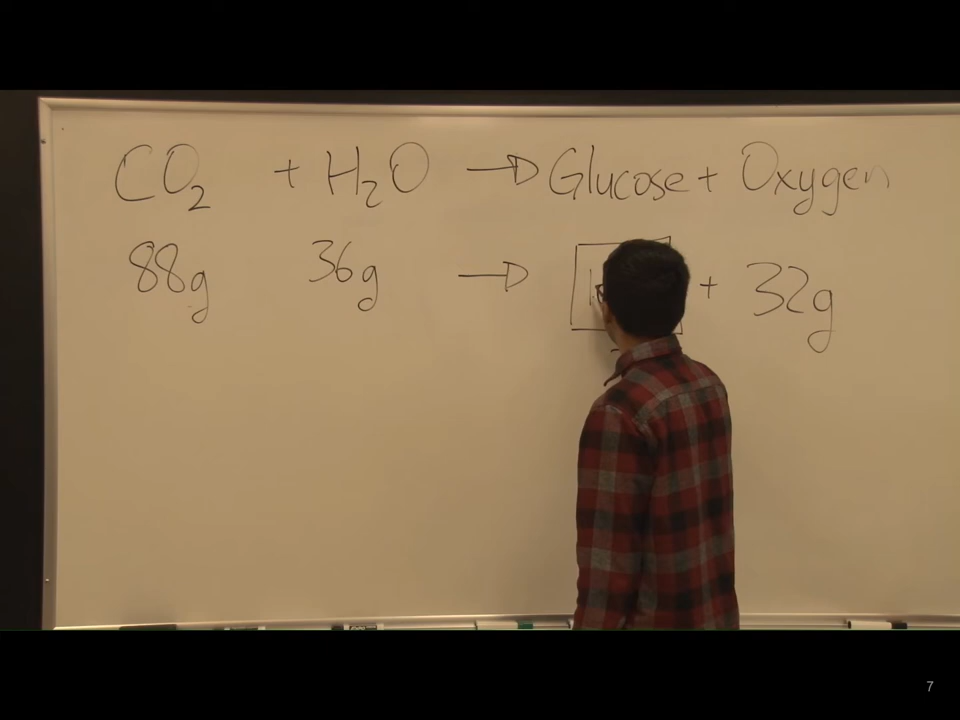 CO₂ + H₂O → Glucose + Oxygen
88g 36g → + 32g
7